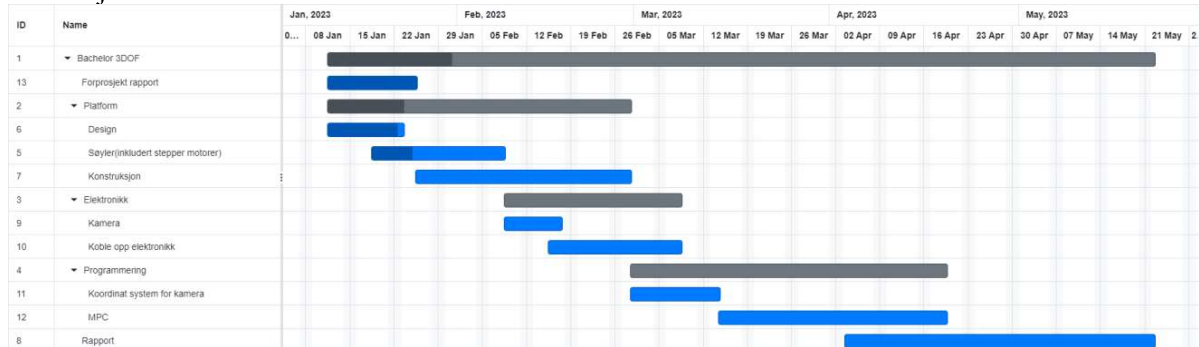 ID Name Jan, 2023 Feb, 2023 Mar, 2023 Apr, 2023 May, 2023
0... 08 Jan 15 Jan 22 Jan 29 Jan 05 Feb 12 Feb 19 Feb 26 Feb 05 Mar 12 Mar 19 Mar 26 Mar 02 Apr 09 Apr 16 Apr 23 Apr 30 Apr 07 May 14 May 21 May 2
1 Bachelor 3DOF
13 Forprosjekt rapport
2 Platform
6 Design
5 Søyler(inkludert stepper motorer)
7 Konstruksjon
3 Elektronikk
9 Kamera
10 Koble opp elektronikk
4 Programmering
11 Koordinat system for kamera
12 MPC
8 Rapport